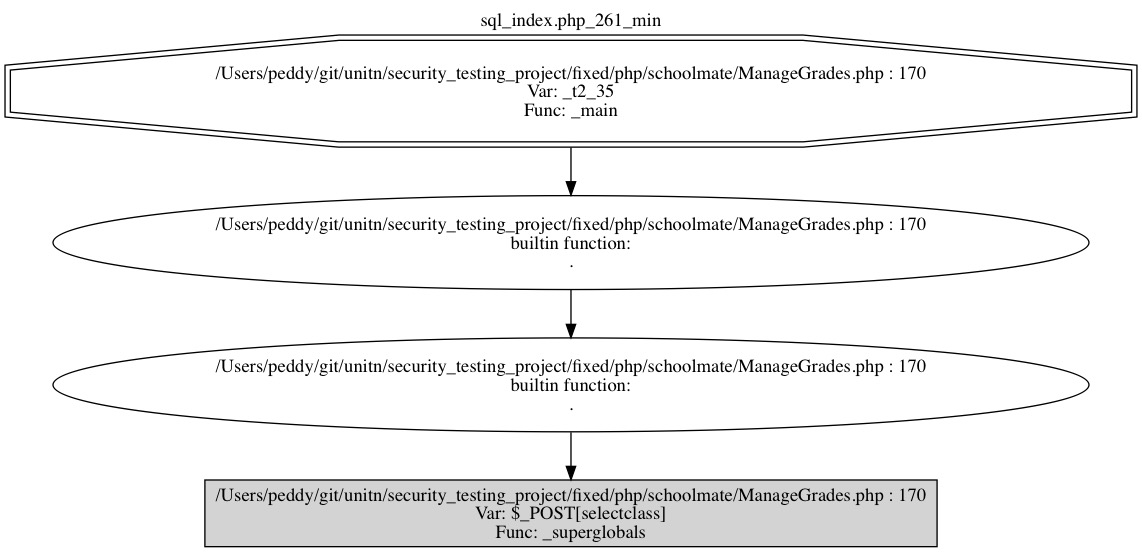 sql_index.php_261_min
/Users/peddy/git/unitn/security_testing_project/fixed/php/schoolmate/ManageGrades.php : 170
Var: _t2_35
Func: _main
/Users/peddy/git/unitn/security_testing_project/fixed/php/schoolmate/ManageGrades.php : 170
builtin function:
.
/Users/peddy/git/unitn/security_testing_project/fixed/php/schoolmate/ManageGrades.php : 170
builtin function:
.
/Users/peddy/git/unitn/security_testing_project/fixed/php/schoolmate/ManageGrades.php : 170
Var: $_POST[selectclass]
Func: _superglobals